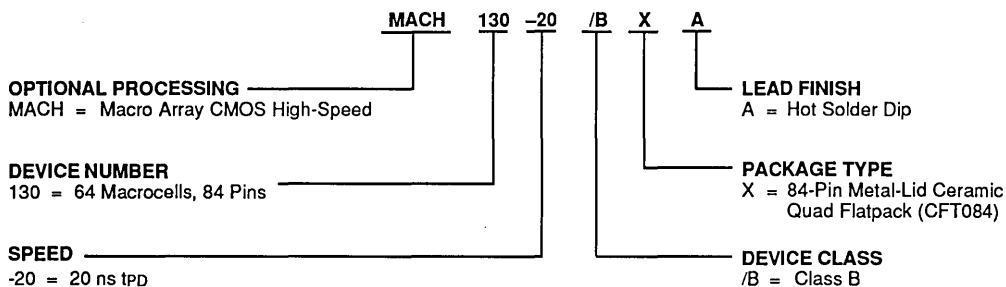 MACH 130 -20 /B X A
OPTIONAL PROCESSING
MACH = Macro Array CMOS High-Speed
DEVICE NUMBER
130 = 64 Macrocells, 84 Pins
SPEED
-20 = 20 ns tPD
LEAD FINISH
A = Hot Solder Dip
PACKAGE TYPE
X = 84-Pin Metal-Lid Ceramic
Quad Flatpack (CFT084)
DEVICE CLASS
/B = Class B